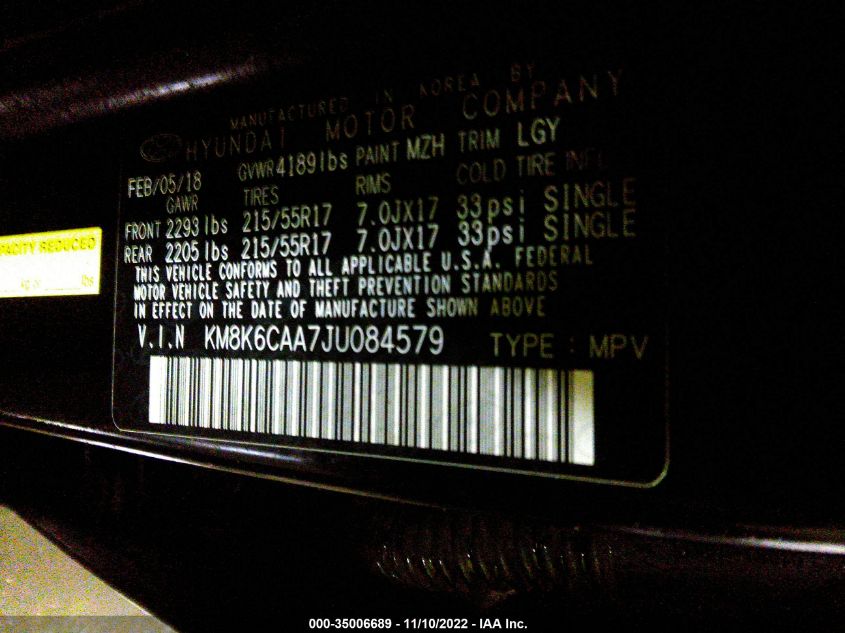 MANUFACTURED IN KOREA BY
HYUNDAI MOTOR COMPANY
FEB/05/18 GVWR 4189lbs PAINT MZH TRIM LGY
GAWR TIRES RIMS COLD TIRE INFL
FRONT 2293 lbs 215/55R17 7.0JX17 33psi SINGLE
REAR 2205 lbs 215/55R17 7.0JX17 33psi SINGLE
THIS VEHICLE CONFORMS TO ALL APPLICABLE U.S.A. FEDERAL
MOTOR VEHICLE SAFETY AND THEFT PREVENTION STANDARDS
IN EFFECT ON THE DATE OF MANUFACTURE SHOWN ABOVE
V.I.N KM8K6CAA7JU084579 TYPE : MPV
REDUCED
kg or lbs
000-35006689 - 11/10/2022 - IAA Inc.